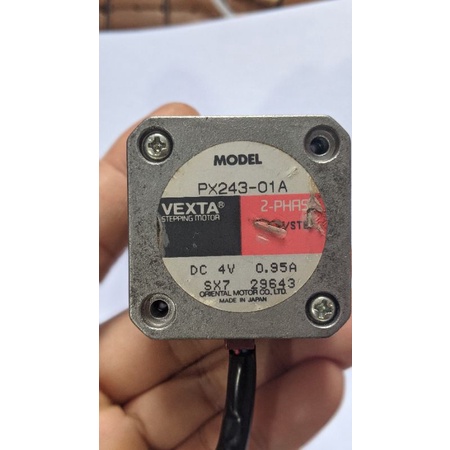 MODEL
PX243-01A
VEXTA® 2-PHASE
STEPPING MOTOR /STEP
DC 4V 0.95A
SX7 29643
ORIENTAL MOTOR CO., LTD.
MADE IN JAPAN